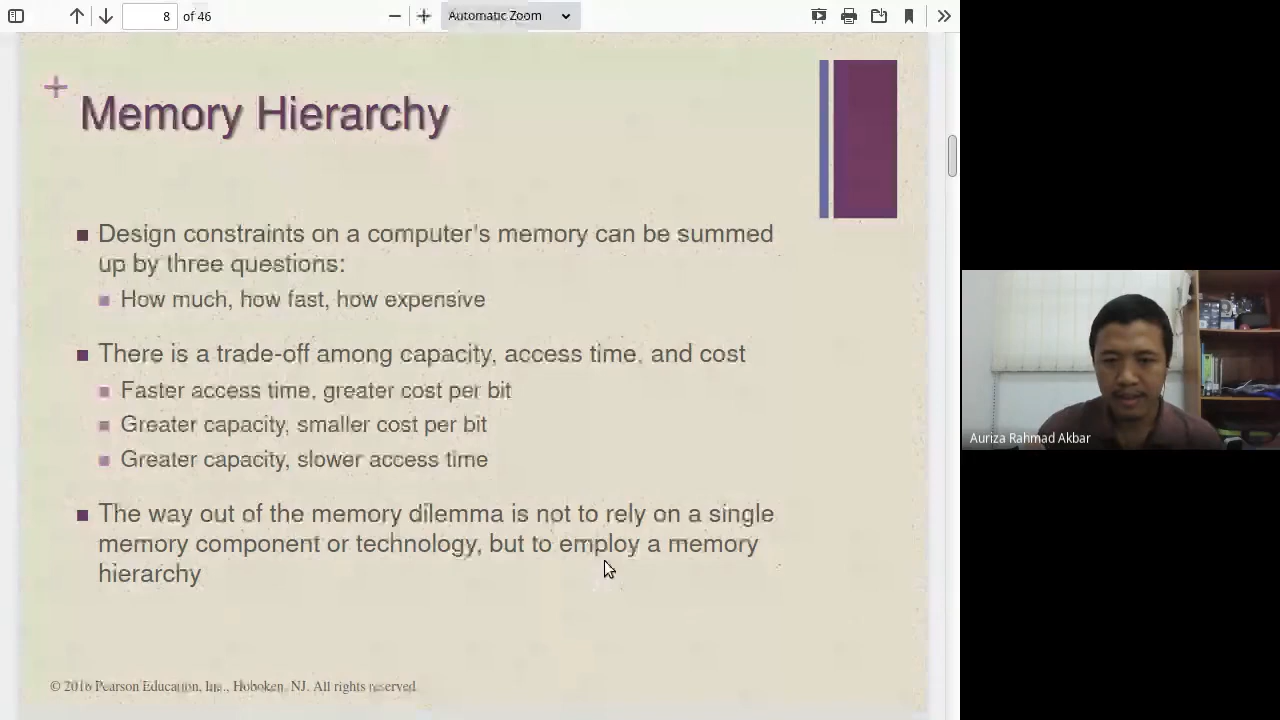 8 of 46 Automatic Zoom
+
Memory Hierarchy
Design constraints on a computer's memory can be summed
up by three questions:
How much, how fast, how expensive
There is a trade-off among capacity, access time, and cost
Faster access time, greater cost per bit
Greater capacity, smaller cost per bit
Greater capacity, slower access time
The way out of the memory dilemma is not to rely on a single
memory component or technology, but to employ a memory
hierarchy
© 2016 Pearson Education, Inc., Hoboken, NJ. All rights reserved.
Auriza Rahmad Akbar